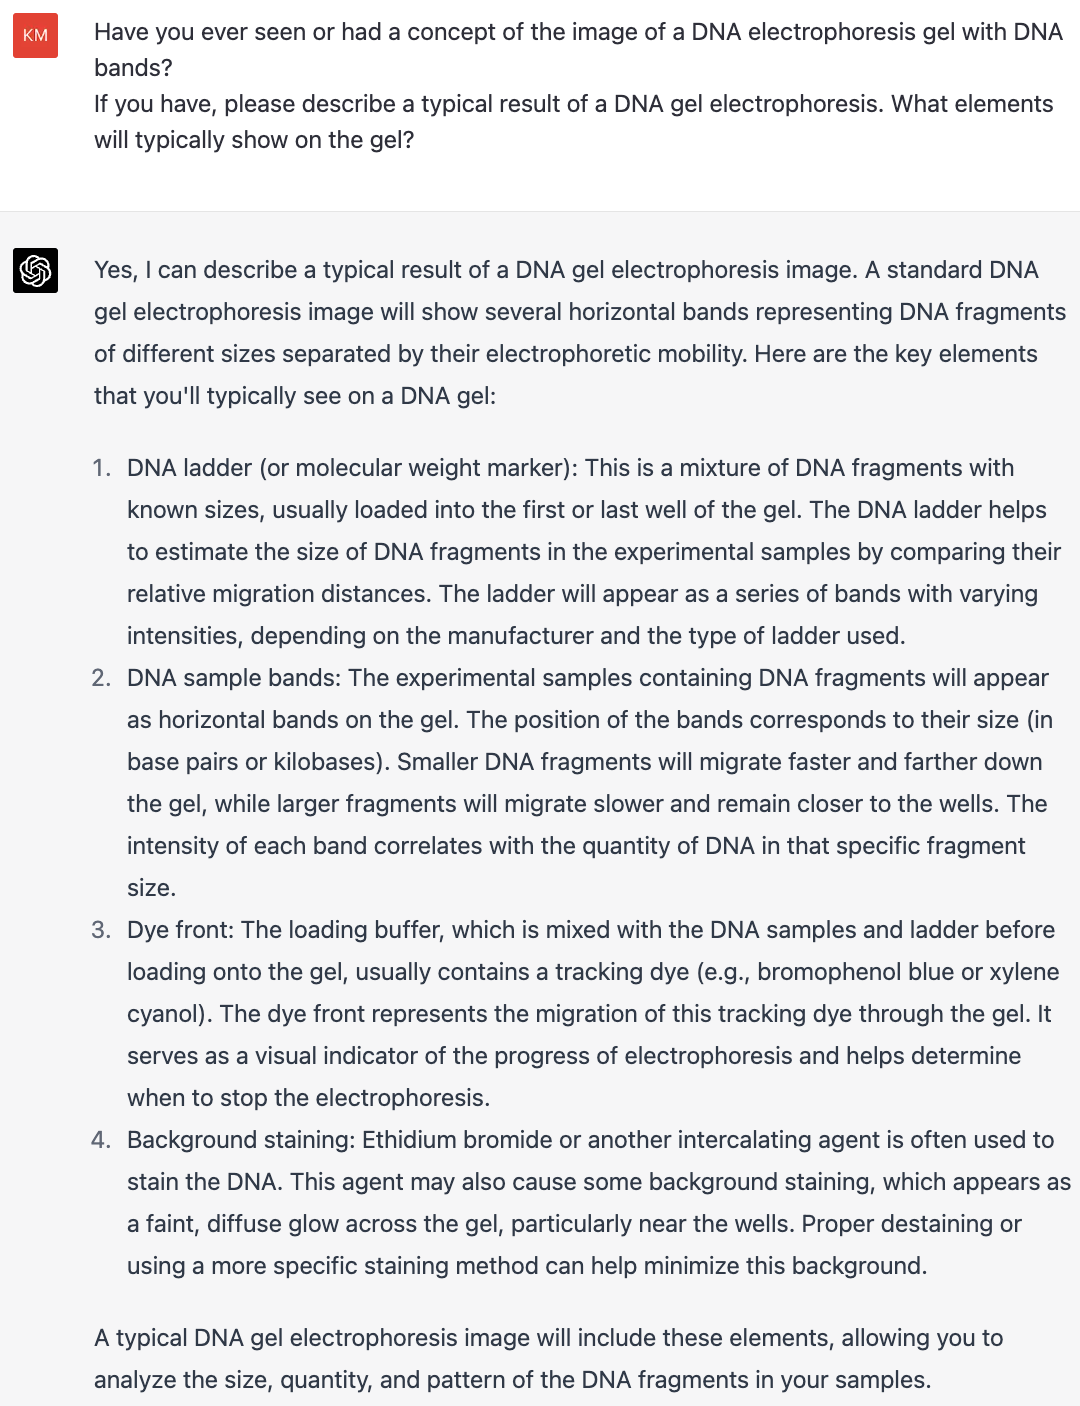 KM
Have you ever seen or had a concept of the image of a DNA electrophoresis gel with DNA
bands?
If you have, please describe a typical result of a DNA gel electrophoresis. What elements
will typically show on the gel?
Yes, I can describe a typical result of a DNA gel electrophoresis image. A standard DNA
gel electrophoresis image will show several horizontal bands representing DNA fragments
of different sizes separated by their electrophoretic mobility. Here are the key elements
that you'll typically see on a DNA gel:
1. DNA ladder (or molecular weight marker): This is a mixture of DNA fragments with
known sizes, usually loaded into the first or last well of the gel. The DNA ladder helps
to estimate the size of DNA fragments in the experimental samples by comparing their
relative migration distances. The ladder will appear as a series of bands with varying
intensities, depending on the manufacturer and the type of ladder used.
2. DNA sample bands: The experimental samples containing DNA fragments will appear
as horizontal bands on the gel. The position of the bands corresponds to their size (in
base pairs or kilobases). Smaller DNA fragments will migrate faster and farther down
the gel, while larger fragments will migrate slower and remain closer to the wells. The
intensity of each band correlates with the quantity of DNA in that specific fragment
size.
3. Dye front: The loading buffer, which is mixed with the DNA samples and ladder before
loading onto the gel, usually contains a tracking dye (e.g., bromophenol blue or xylene
cyanol). The dye front represents the migration of this tracking dye through the gel. It
serves as a visual indicator of the progress of electrophoresis and helps determine
when to stop the electrophoresis.
4. Background staining: Ethidium bromide or another intercalating agent is often used to
stain the DNA. This agent may also cause some background staining, which appears as
a faint, diffuse glow across the gel, particularly near the wells. Proper destaining or
using a more specific staining method can help minimize this background.
A typical DNA gel electrophoresis image will include these elements, allowing you to
analyze the size, quantity, and pattern of the DNA fragments in your samples.